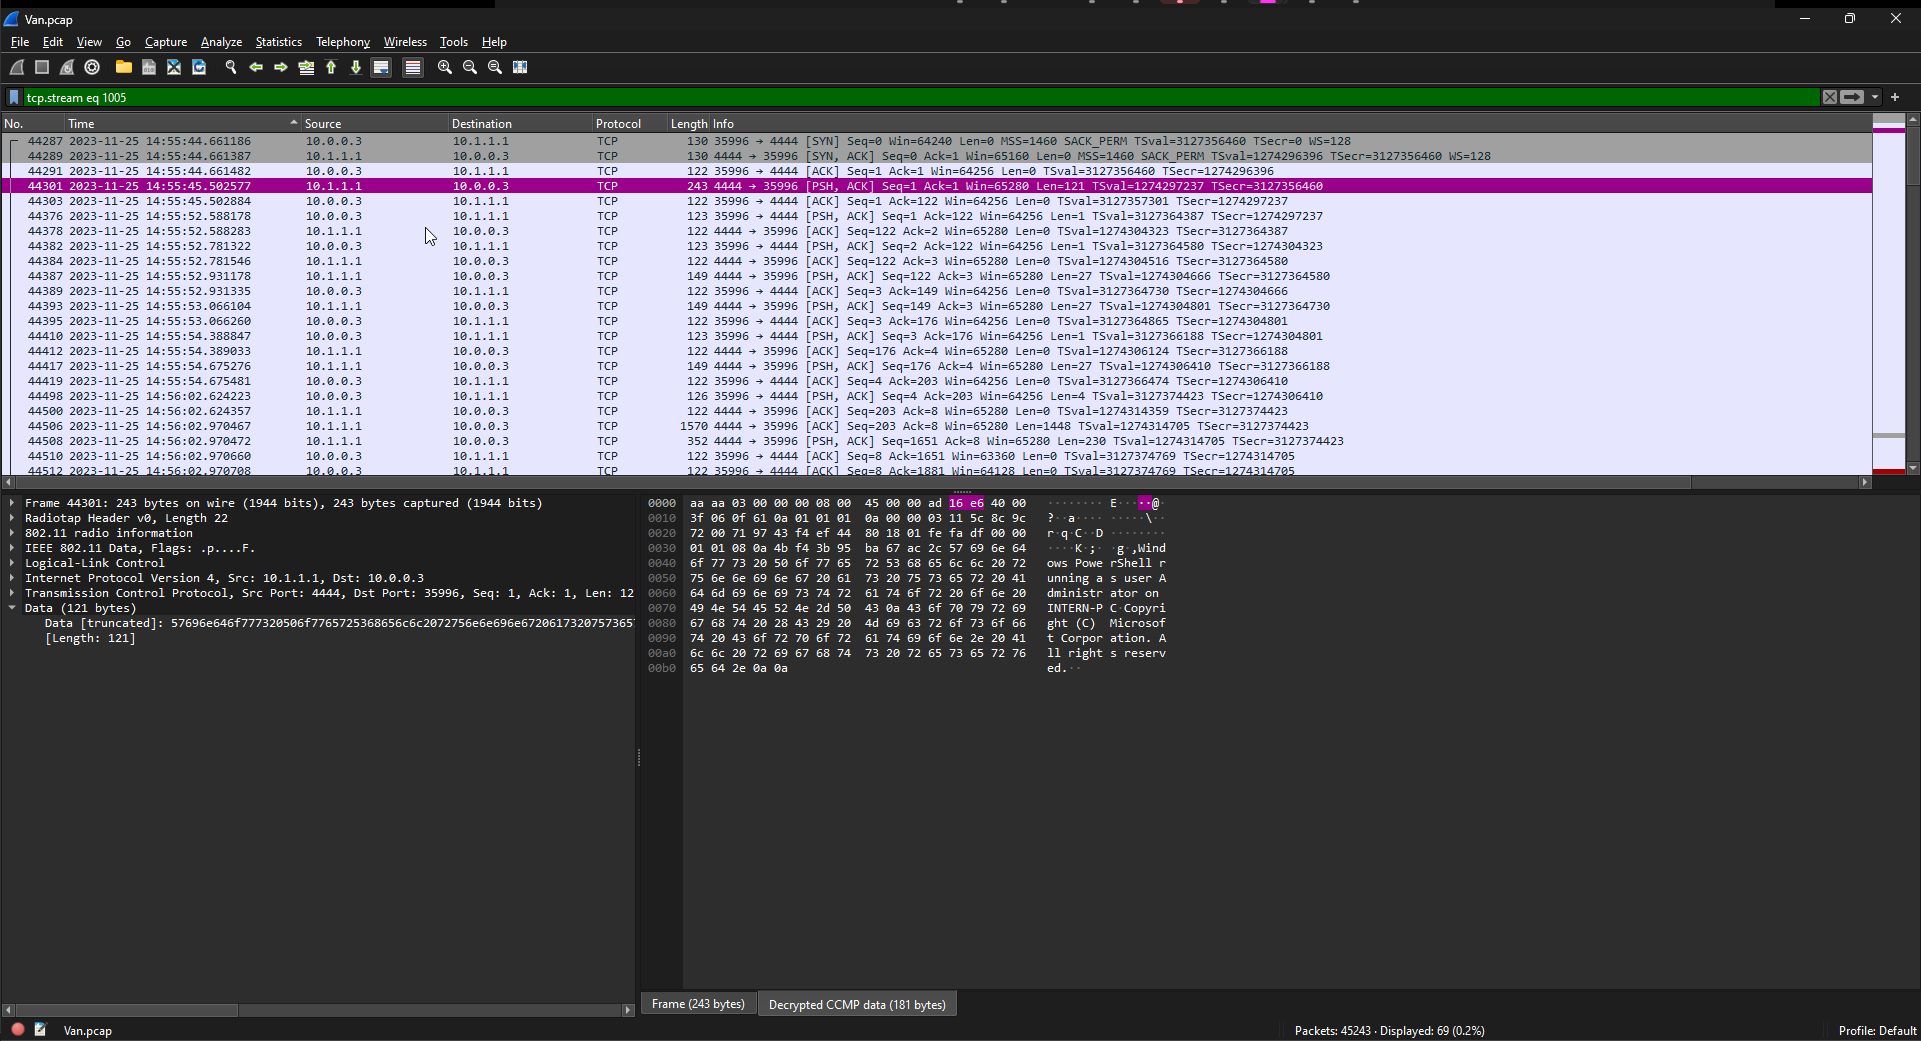 Van.pcap
File Edit View Go Capture Analyze Statistics Telephony Wireless Tools Help
tcp.stream eq 1005
No. Time Source Destination Protocol Length Info
44287 2023-11-25 14:55:44.661186 10.0.0.3 10.1.1.1 TCP 130 35996 → 4444 [SYN] Seq=0 Win=64240 Len=0 MSS=1460 SACK_PERM TSval=3127356460 TSecr=0 WS=128
44289 2023-11-25 14:55:44.661387 10.1.1.1 10.0.0.3 TCP 130 4444 → 35996 [SYN, ACK] Seq=0 Ack=1 Win=65160 Len=0 MSS=1460 SACK_PERM TSval=1274296396 TSecr=3127356460 WS=128
44291 2023-11-25 14:55:44.661482 10.0.0.3 10.1.1.1 TCP 122 35996 → 4444 [ACK] Seq=1 Ack=1 Win=64256 Len=0 TSval=3127356460 TSecr=1274296396
44301 2023-11-25 14:55:45.502577 10.1.1.1 10.0.0.3 TCP 243 4444 → 35996 [PSH, ACK] Seq=1 Ack=1 Win=65280 Len=121 TSval=1274297237 TSecr=3127356460
44303 2023-11-25 14:55:45.502884 10.0.0.3 10.1.1.1 TCP 122 35996 → 4444 [ACK] Seq=1 Ack=122 Win=64256 Len=0 TSval=3127357301 TSecr=1274297237
44376 2023-11-25 14:55:52.588178 10.0.0.3 10.1.1.1 TCP 123 35996 → 4444 [PSH, ACK] Seq=1 Ack=122 Win=64256 Len=1 TSval=3127364387 TSecr=1274297237
44378 2023-11-25 14:55:52.588283 10.1.1.1 10.0.0.3 TCP 122 4444 → 35996 [ACK] Seq=122 Ack=2 Win=65280 Len=0 TSval=1274304323 TSecr=3127364387
44382 2023-11-25 14:55:52.781322 10.0.0.3 10.1.1.1 TCP 123 35996 → 4444 [PSH, ACK] Seq=2 Ack=122 Win=64256 Len=1 TSval=3127364580 TSecr=1274304323
44384 2023-11-25 14:55:52.781546 10.1.1.1 10.0.0.3 TCP 122 4444 → 35996 [ACK] Seq=122 Ack=3 Win=65280 Len=0 TSval=1274304516 TSecr=3127364580
44387 2023-11-25 14:55:52.931178 10.1.1.1 10.0.0.3 TCP 149 4444 → 35996 [PSH, ACK] Seq=122 Ack=3 Win=65280 Len=27 TSval=1274304666 TSecr=3127364580
44389 2023-11-25 14:55:52.931335 10.0.0.3 10.1.1.1 TCP 122 35996 → 4444 [ACK] Seq=3 Ack=149 Win=64256 Len=0 TSval=3127364730 TSecr=1274304666
44393 2023-11-25 14:55:53.066104 10.1.1.1 10.0.0.3 TCP 149 4444 → 35996 [PSH, ACK] Seq=149 Ack=3 Win=65280 Len=27 TSval=1274304801 TSecr=3127364730
44395 2023-11-25 14:55:53.066260 10.0.0.3 10.1.1.1 TCP 122 35996 → 4444 [ACK] Seq=3 Ack=176 Win=64256 Len=0 TSval=3127364865 TSecr=1274304801
44410 2023-11-25 14:55:54.388847 10.0.0.3 10.1.1.1 TCP 123 35996 → 4444 [PSH, ACK] Seq=3 Ack=176 Win=64256 Len=1 TSval=3127366188 TSecr=1274304801
44412 2023-11-25 14:55:54.389033 10.1.1.1 10.0.0.3 TCP 122 4444 → 35996 [ACK] Seq=176 Ack=4 Win=65280 Len=0 TSval=1274306124 TSecr=3127366188
44417 2023-11-25 14:55:54.675276 10.1.1.1 10.0.0.3 TCP 149 4444 → 35996 [PSH, ACK] Seq=176 Ack=4 Win=65280 Len=27 TSval=1274306410 TSecr=3127366188
44419 2023-11-25 14:55:54.675481 10.0.0.3 10.1.1.1 TCP 122 35996 → 4444 [ACK] Seq=4 Ack=203 Win=64256 Len=0 TSval=3127366474 TSecr=1274306410
44498 2023-11-25 14:56:02.624223 10.0.0.3 10.1.1.1 TCP 126 35996 → 4444 [PSH, ACK] Seq=4 Ack=203 Win=64256 Len=4 TSval=3127374423 TSecr=1274306410
44500 2023-11-25 14:56:02.624357 10.1.1.1 10.0.0.3 TCP 122 4444 → 35996 [ACK] Seq=203 Ack=8 Win=65280 Len=0 TSval=1274314359 TSecr=3127374423
44506 2023-11-25 14:56:02.970467 10.1.1.1 10.0.0.3 TCP 1570 4444 → 35996 [ACK] Seq=203 Ack=8 Win=65280 Len=1448 TSval=1274314705 TSecr=3127374423
44508 2023-11-25 14:56:02.970472 10.1.1.1 10.0.0.3 TCP 352 4444 → 35996 [PSH, ACK] Seq=1651 Ack=8 Win=65280 Len=230 TSval=1274314705 TSecr=3127374423
44510 2023-11-25 14:56:02.970660 10.0.0.3 10.1.1.1 TCP 122 35996 → 4444 [ACK] Seq=8 Ack=1651 Win=63360 Len=0 TSval=3127374769 TSecr=1274314705
44512 2023-11-25 14:56:02.970708 10.0.0.3 10.1.1.1 TCP 122 35996 → 4444 [ACK] Seq=8 Ack=1881 Win=64128 Len=0 TSval=3127374769 TSecr=1274314705
Frame 44301: 243 bytes on wire (1944 bits), 243 bytes captured (1944 bits)
Radiotap Header v0, Length 22
802.11 radio information
IEEE 802.11 Data, Flags: .p....F.
Logical-Link Control
Internet Protocol Version 4, Src: 10.1.1.1, Dst: 10.0.0.3
Transmission Control Protocol, Src Port: 4444, Dst Port: 35996, Seq: 1, Ack: 1, Len: 12
Data (121 bytes)
Data [truncated]: 57696e646f777320506f7765725368656c6c2072756e6e696e672061732075736​57
[Length: 121]
0000 aa aa 03 00 00 00 08 00 45 00 00 ad 16 e6 40 00 ········ E·····@·
0010 3f 06 0f 61 0a 01 01 01 0a 00 00 03 11 5c 8c 9c ?··a···· ·····\··
0020 72 00 71 97 43 f4 ef 44 80 18 01 fe fa df 00 00 r·q·C··D ········
0030 01 01 08 0a 4b f4 3b 95 ba 67 ac 2c 57 69 6e 64 ····K·;· ·g·,Wind
0040 6f 77 73 20 50 6f 77 65 72 53 68 65 6c 6c 20 72 ows Powe rShell r
0050 75 6e 6e 69 6e 67 20 61 73 20 75 73 65 72 20 41 unning a s user A
0060 64 6d 69 6e 69 73 74 72 61 74 6f 72 20 6f 6e 20 dministr ator on
0070 49 4e 54 45 52 4e 2d 50 43 0a 43 6f 70 79 72 69 INTERN-P C·Copyri
0080 67 68 74 20 28 43 29 20 4d 69 63 72 6f 73 6f 66 ght (C) Microsof
0090 74 20 43 6f 72 70 6f 72 61 74 69 6f 6e 2e 20 41 t Corpor ation. A
00a0 6c 6c 20 72 69 67 68 74 73 20 72 65 73 65 72 76 ll right s reserv
00b0 65 64 2e 0a 0a ed.··
Frame (243 bytes) Decrypted CCMP data (181 bytes)
Van.pcap Packets: 45243 · Displayed: 69 (0.2%) Profile: Default